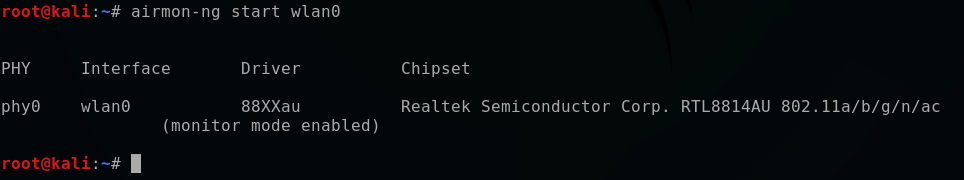 root@kali:~# airmon-ng start wlan0
PHY Interface Driver Chipset
phy0 wlan0 88XXau Realtek Semiconductor Corp. RTL8814AU 802.11a/b/g/n/ac
(monitor mode enabled)
root@kali:~#